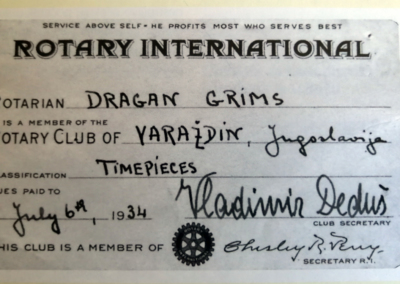 SERVICE ABOVE SELF - HE PROFITS MOST WHO SERVES BEST
ROTARY INTERNATIONAL
OTARIAN DRAGAN GRIMS
IS A MEMBER OF THE
OTARY CLUB OF VARAŽDIN, Jugoslavija
LASSIFICATION TIMEPIECES
UES PAID TO
July 6th, 1934 Vladimir Deduš
CLUB SECRETARY
HIS CLUB IS A MEMBER OF Chesley R. Perry
SECRETARY R.I.